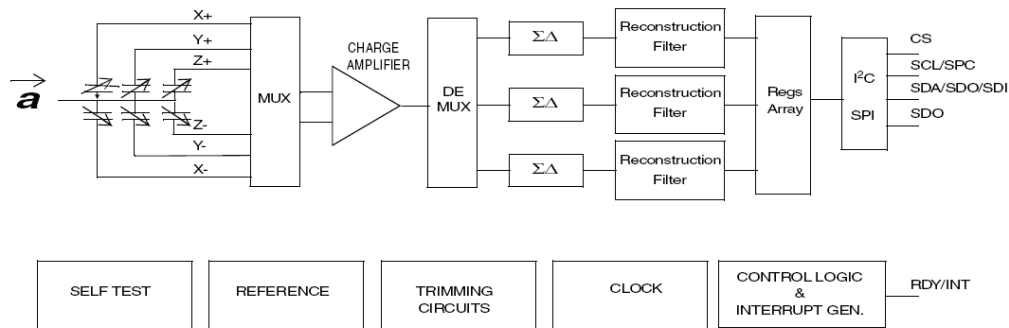 X+
Y+
Z+
a
Z-
Y-
X-
MUX
CHARGE
AMPLIFIER
DE
MUX
ΣΔ
ΣΔ
ΣΔ
Reconstruction
Filter
Reconstruction
Filter
Reconstruction
Filter
Regs
Array
I²C
SPI
CS
SCL/SPC
SDA/SDO/SDI
SDO
SELF TEST
REFERENCE
TRIMMING
CIRCUITS
CLOCK
CONTROL LOGIC
&
INTERRUPT GEN.
RDY/INT